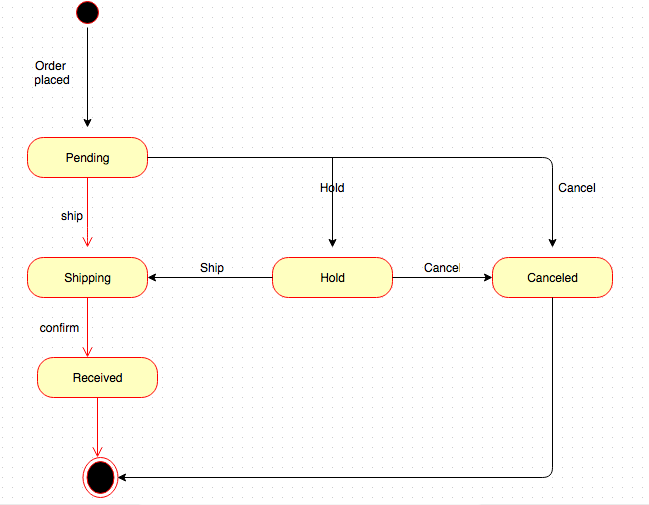 Order
placed
Pending
Hold
Cancel
ship
Shipping
Ship
Hold
Cancel
Canceled
confirm
Received